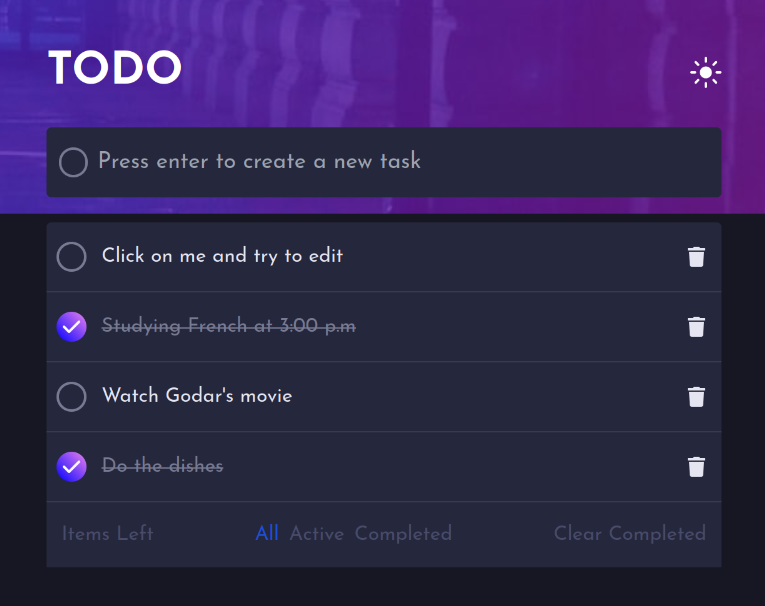 TODO
Press enter to create a new task
Click on me and try to edit
Studying French at 3:00 p.m
Watch Godar's movie
Do the dishes
Items Left All Active Completed Clear Completed